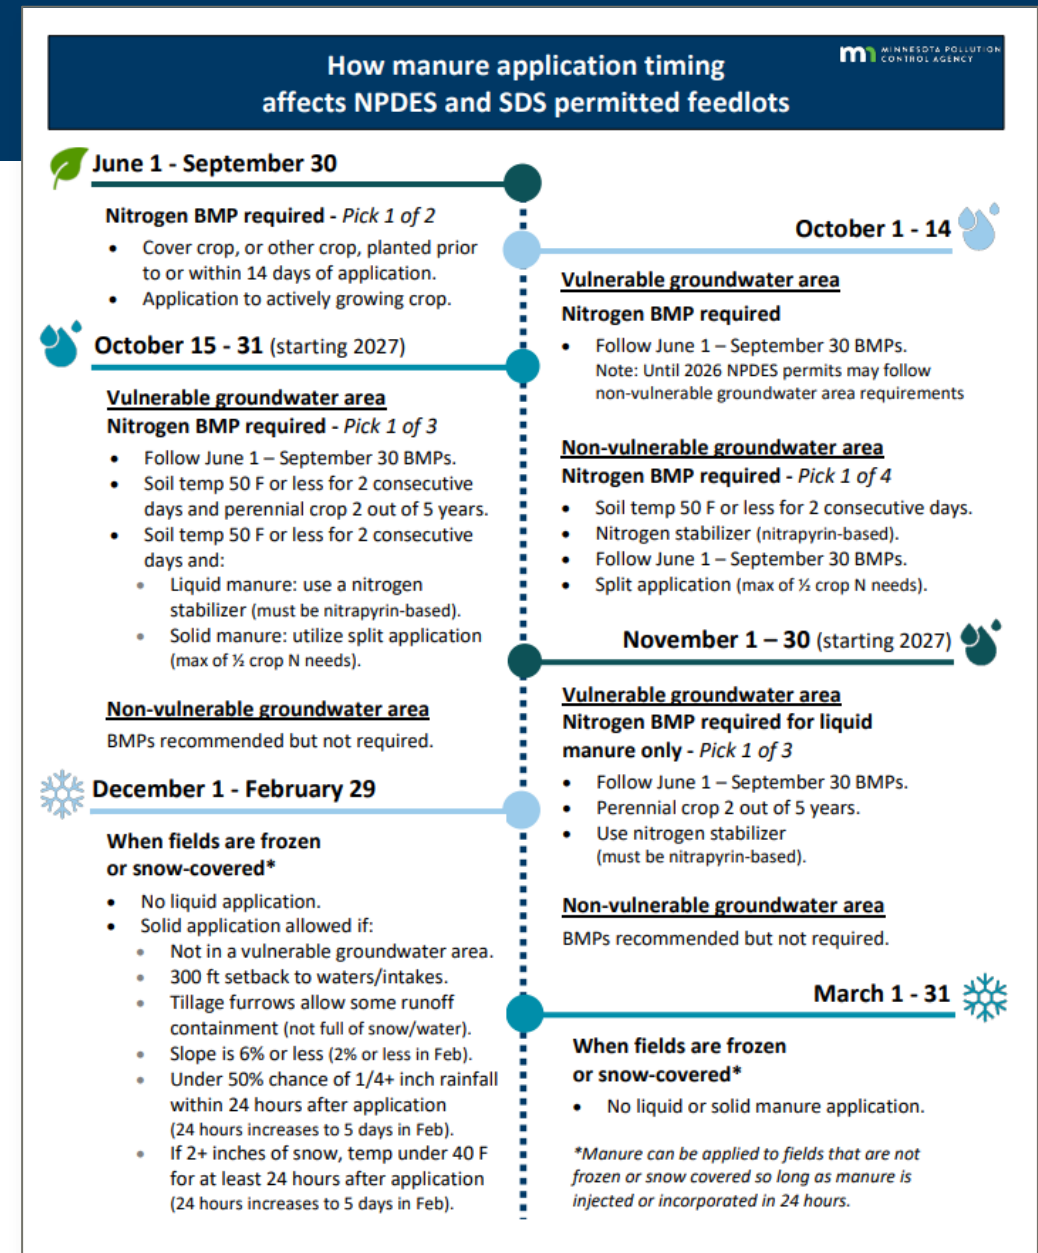 How manure application timing
affects NPDES and SDS permitted feedlots
mn MINNESOTA POLLUTION
CONTROL AGENCY
June 1 - September 30
Nitrogen BMP required - Pick 1 of 2
• Cover crop, or other crop, planted prior
to or within 14 days of application.
• Application to actively growing crop.
October 1 - 14
Vulnerable groundwater area
Nitrogen BMP required
• Follow June 1 – September 30 BMPs.
Note: Until 2026 NPDES permits may follow
non-vulnerable groundwater area requirements
Non-vulnerable groundwater area
Nitrogen BMP required - Pick 1 of 4
• Soil temp 50 F or less for 2 consecutive days.
• Nitrogen stabilizer (nitrapyrin-based).
• Follow June 1 – September 30 BMPs.
• Split application (max of ½ crop N needs).
October 15 - 31 (starting 2027)
Vulnerable groundwater area
Nitrogen BMP required - Pick 1 of 3
• Follow June 1 – September 30 BMPs.
• Soil temp 50 F or less for 2 consecutive
days and perennial crop 2 out of 5 years.
• Soil temp 50 F or less for 2 consecutive
days and:
• Liquid manure: use a nitrogen
stabilizer (must be nitrapyrin-based).
• Solid manure: utilize split application
(max of ½ crop N needs).
Non-vulnerable groundwater area
BMPs recommended but not required.
November 1 – 30 (starting 2027)
Vulnerable groundwater area
Nitrogen BMP required for liquid
manure only - Pick 1 of 3
• Follow June 1 – September 30 BMPs.
• Perennial crop 2 out of 5 years.
• Use nitrogen stabilizer
(must be nitrapyrin-based).
Non-vulnerable groundwater area
BMPs recommended but not required.
December 1 - February 29
When fields are frozen
or snow-covered*
• No liquid application.
• Solid application allowed if:
• Not in a vulnerable groundwater area.
• 300 ft setback to waters/intakes.
• Tillage furrows allow some runoff
containment (not full of snow/water).
• Slope is 6% or less (2% or less in Feb).
• Under 50% chance of 1/4+ inch rainfall
within 24 hours after application
(24 hours increases to 5 days in Feb).
• If 2+ inches of snow, temp under 40 F
for at least 24 hours after application
(24 hours increases to 5 days in Feb).
March 1 - 31
When fields are frozen
or snow-covered*
• No liquid or solid manure application.
*Manure can be applied to fields that are not
frozen or snow covered so long as manure is
injected or incorporated in 24 hours.